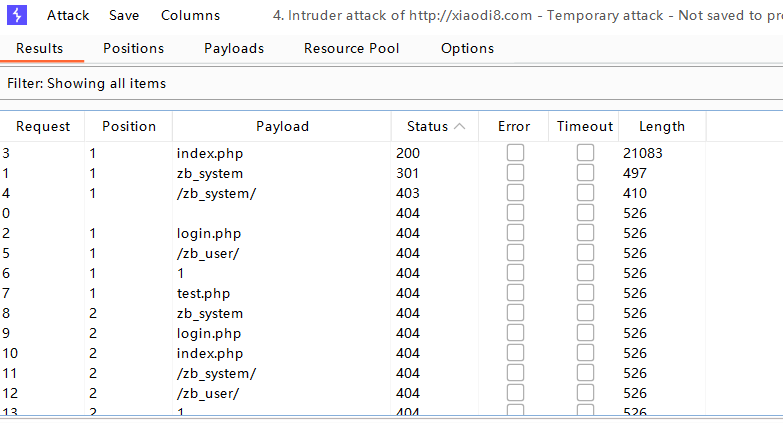 Attack Save Columns 4. Intruder attack of http://xiaodi8.com - Temporary attack - Not saved to pr
Results Positions Payloads Resource Pool Options
Filter: Showing all items
Request Position Payload Status Error Timeout Length
3 1 index.php 200 21083
1 1 zb_system 301 497
4 1 /zb_system/ 403 410
0 404 526
2 1 login.php 404 526
5 1 /zb_user/ 404 526
6 1 1 404 526
7 1 test.php 404 526
8 2 zb_system 404 526
9 2 login.php 404 526
10 2 index.php 404 526
11 2 /zb_system/ 404 526
12 2 /zb_user/ 404 526
13 2 1 404 526